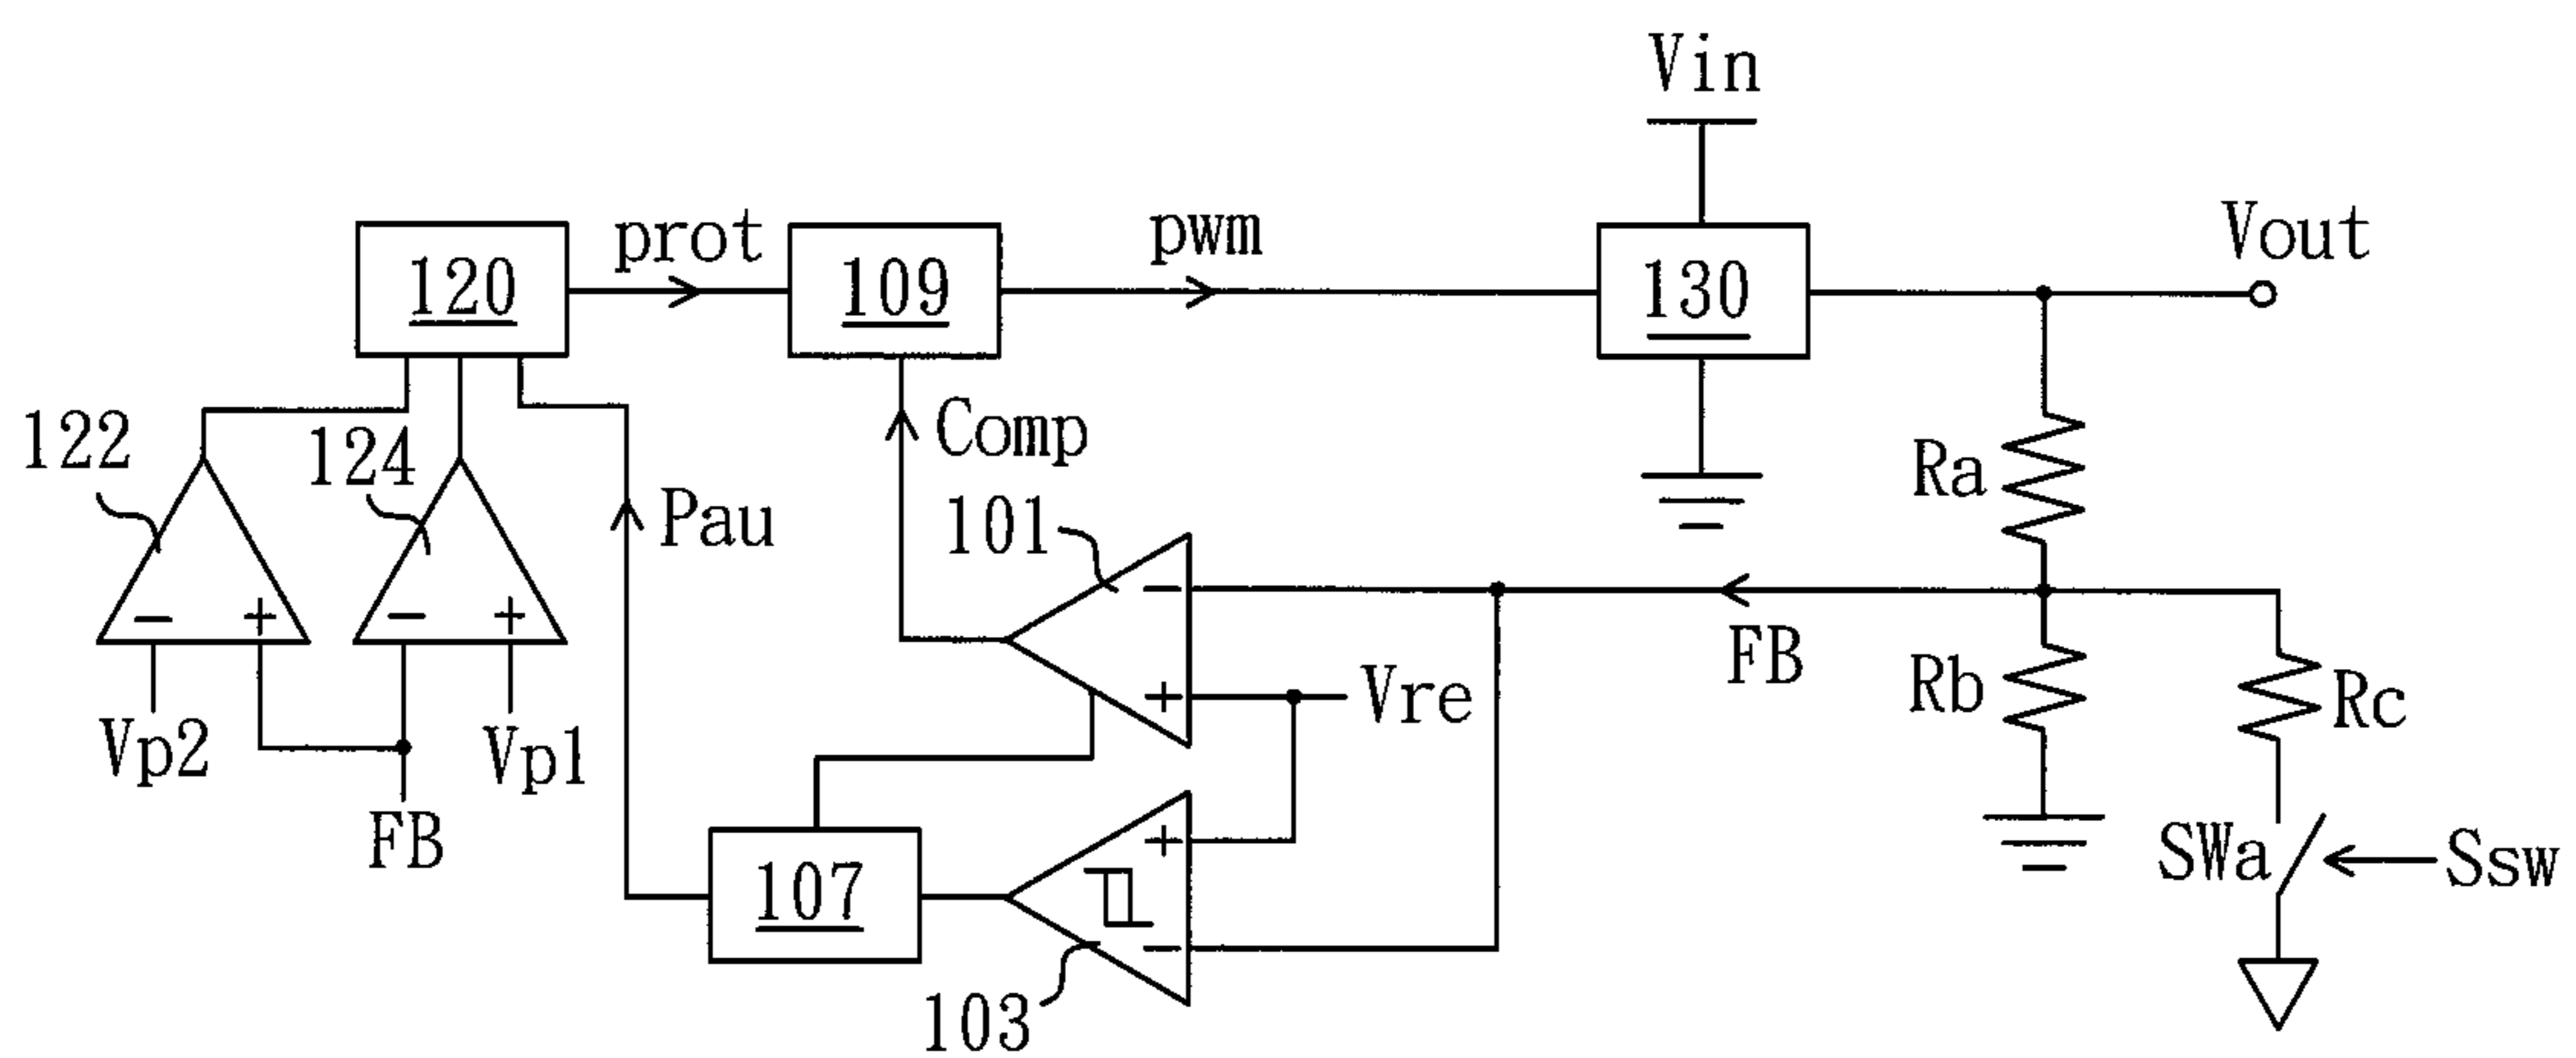 Vin
prot
pwm
Vout
120
109
130
122
124
Comp
Ra
Pau
101
−
FB
− +
− +
+
Vre
Rb
Rc
Vp2
Vp1
FB
107
+
−
SWa
Ssw
103